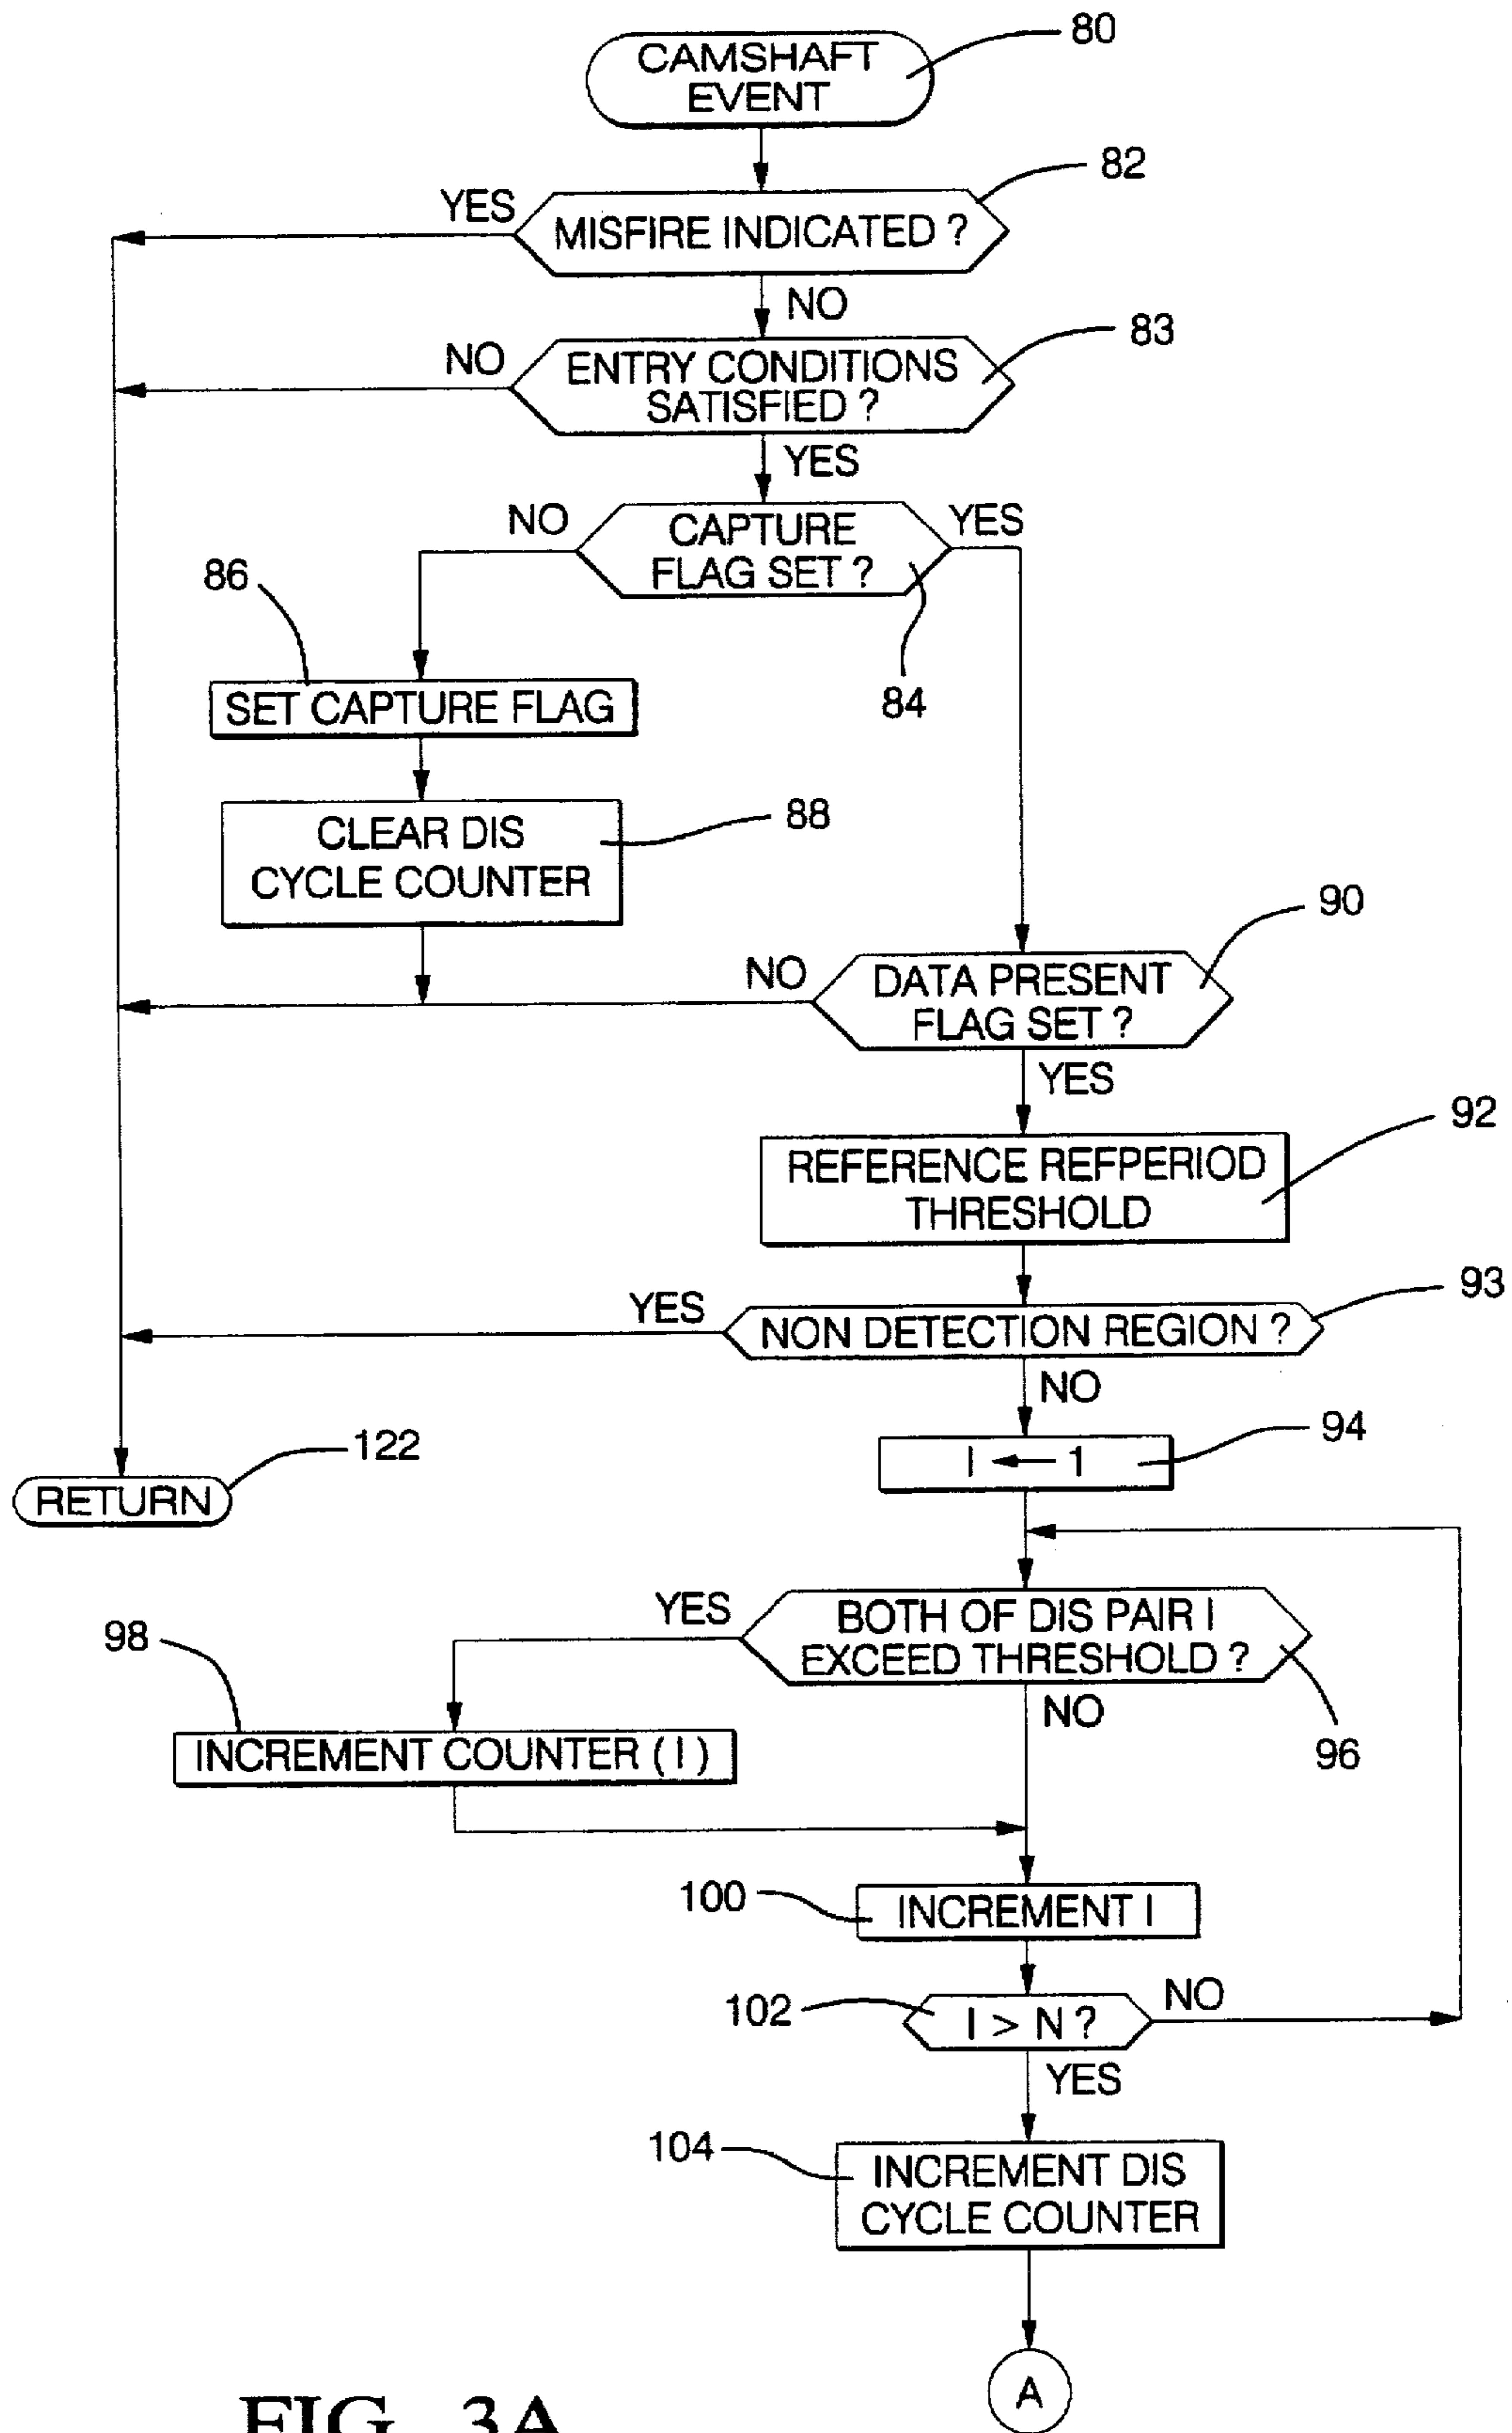 CAMSHAFT
EVENT
80
MISFIRE INDICATED ?
82
YES
NO
ENTRY CONDITIONS
SATISFIED ?
83
NO
YES
CAPTURE
FLAG SET ?
84
NO
YES
86
SET CAPTURE FLAG
CLEAR DIS
CYCLE COUNTER
88
DATA PRESENT
FLAG SET ?
90
NO
YES
REFERENCE REFPERIOD
THRESHOLD
92
NON DETECTION REGION ?
93
YES
NO
I ← 1
94
RETURN
122
BOTH OF DIS PAIR I
EXCEED THRESHOLD ?
96
YES
NO
98
INCREMENT COUNTER ( I )
100
INCREMENT I
102
I > N ?
NO
YES
104
INCREMENT DIS
CYCLE COUNTER
A
FIG. 3A